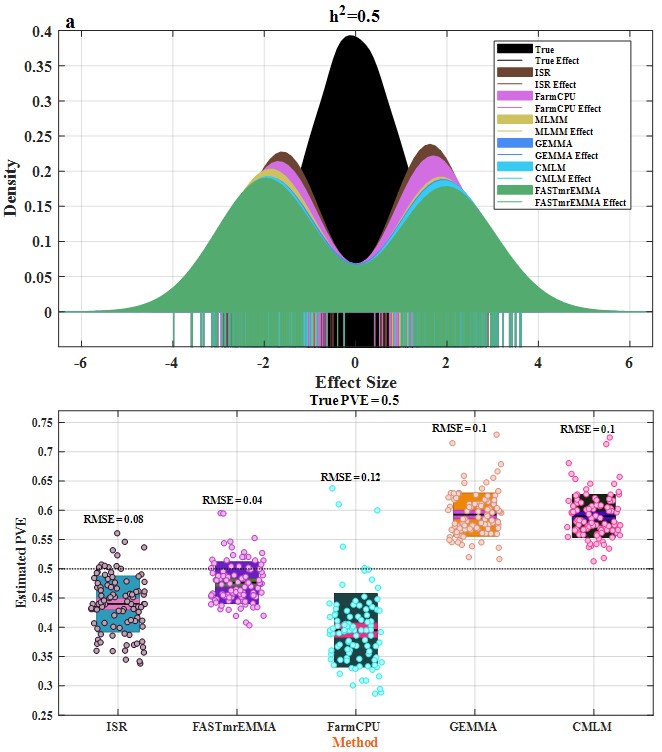 a
h²=0.5
0.4
0.35
0.3
0.25
0.2
0.15
0.1
0.05
0
Density
True
True Effect
ISR
ISR Effect
FarmCPU
FarmCPU Effect
MLMM
MLMM Effect
GEMMA
GEMMA Effect
CMLM
CMLM Effect
FASTmrEMMA
FASTmrEMMA Effect
-6 -4 -2 0 2 4 6
Effect Size
True PVE = 0.5
0.75
0.7
0.65
0.6
0.55
0.5
0.45
0.4
0.35
0.3
0.25
Estimated PVE
RMSE = 0.08
RMSE = 0.04
RMSE = 0.12
RMSE = 0.1
RMSE = 0.1
ISR FASTmrEMMA FarmCPU GEMMA CMLM
Method